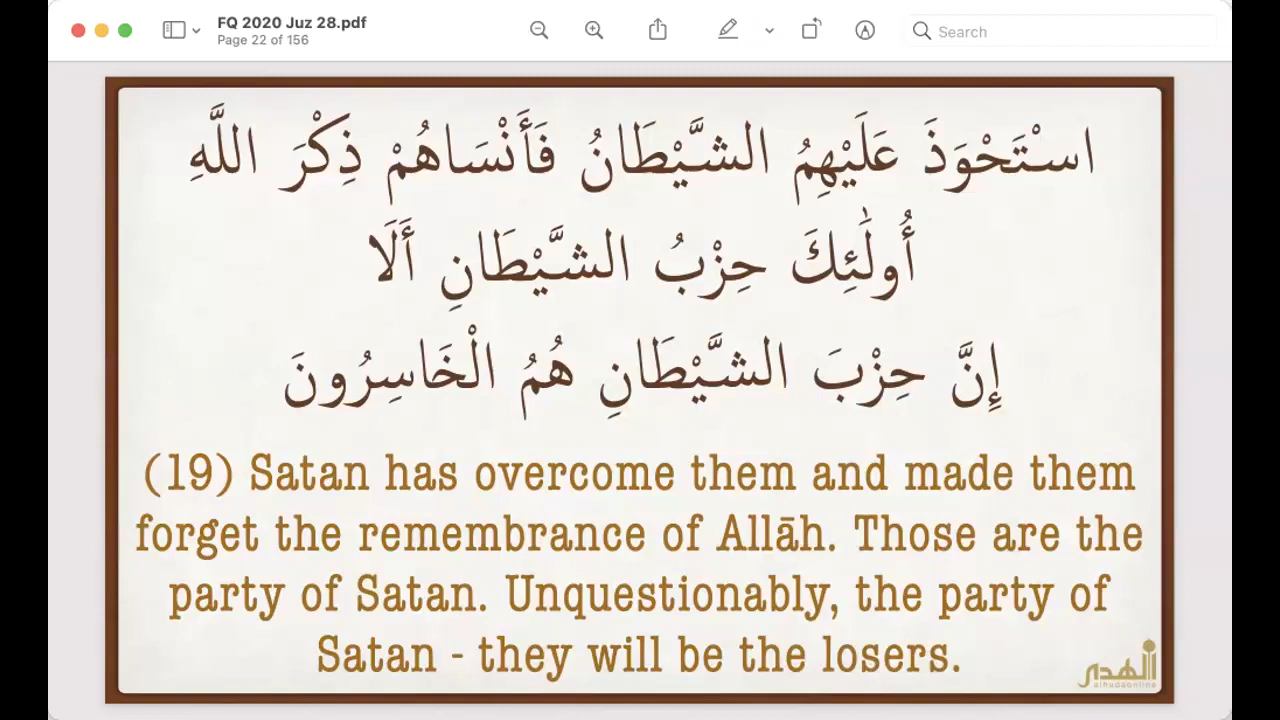 FQ 2020 Juz 28.pdf
Page 22 of 156
Search
اسْتَحْوَذَ عَلَيْهِمُ الشَّيْطَانُ فَأَنْسَاهُمْ ذِكْرَ اللَّهِ
أُولَٰئِكَ حِزْبُ الشَّيْطَانِ أَلَا
إِنَّ حِزْبَ الشَّيْطَانِ هُمُ الْخَاسِرُونَ
(19) Satan has overcome them and made them
forget the remembrance of Allāh. Those are the
party of Satan. Unquestionably, the party of
Satan - they will be the losers.
الهدى
alhudaonline